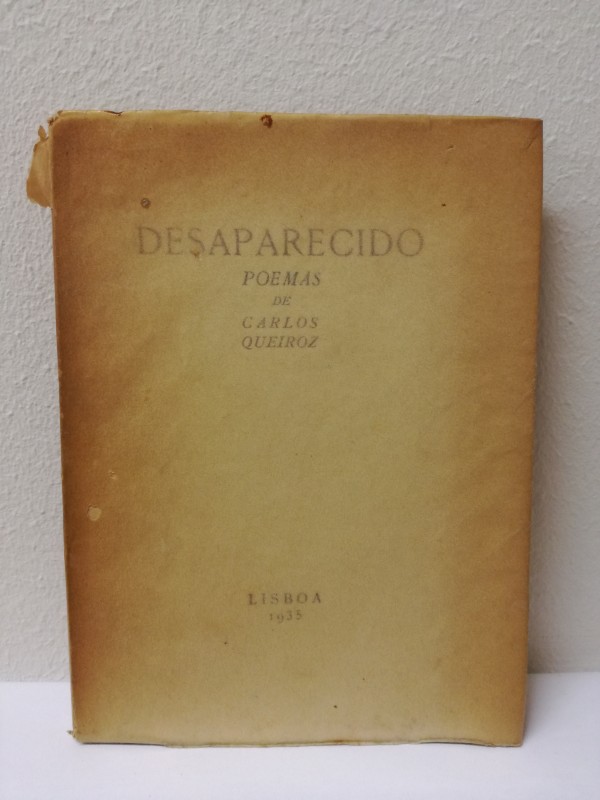 DESAPARECIDO
POEMAS
DE
CARLOS
QUEIROZ
LISBOA
1935